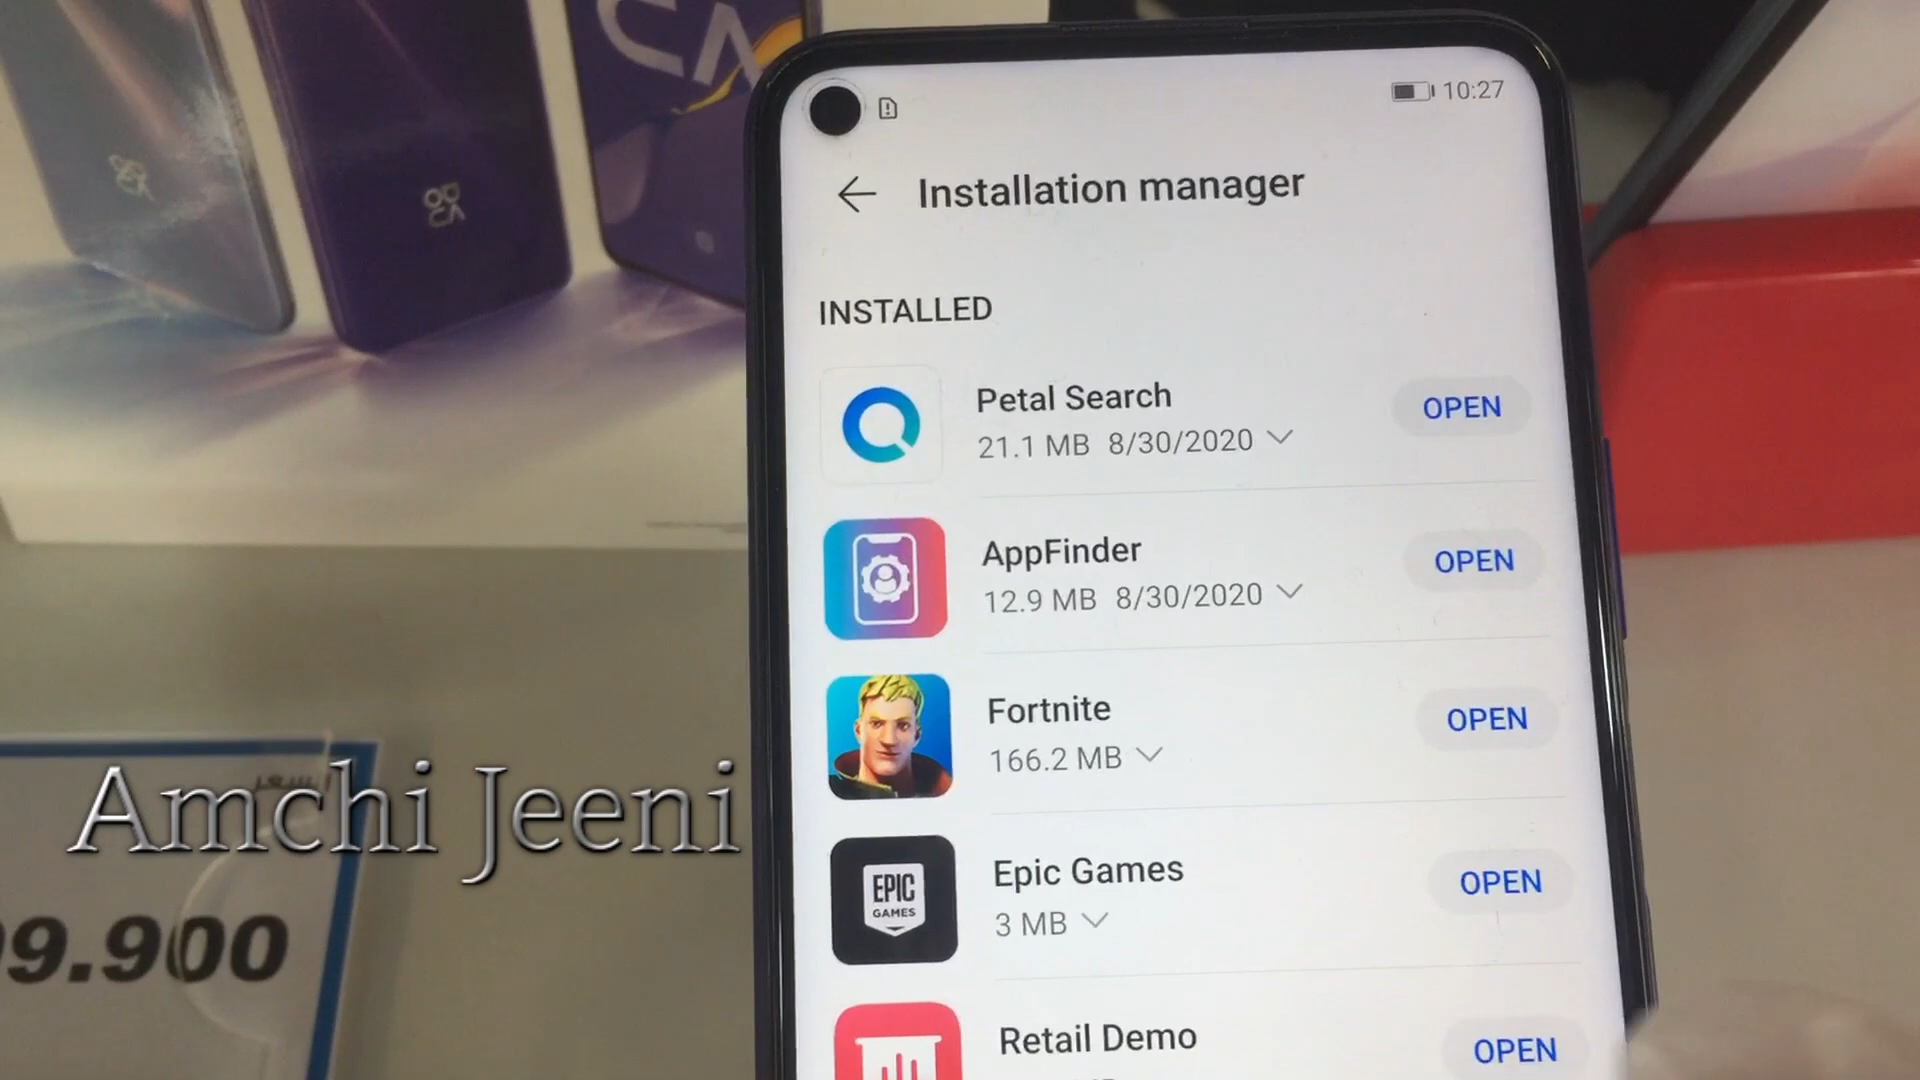 10:27
Installation manager
INSTALLED
Petal Search
21.1 MB 8/30/2020
OPEN
AppFinder
12.9 MB 8/30/2020
OPEN
Fortnite
166.2 MB
OPEN
EPIC
GAMES
Epic Games
3 MB
OPEN
Retail Demo
OPEN
Amchi Jeeni
9.900